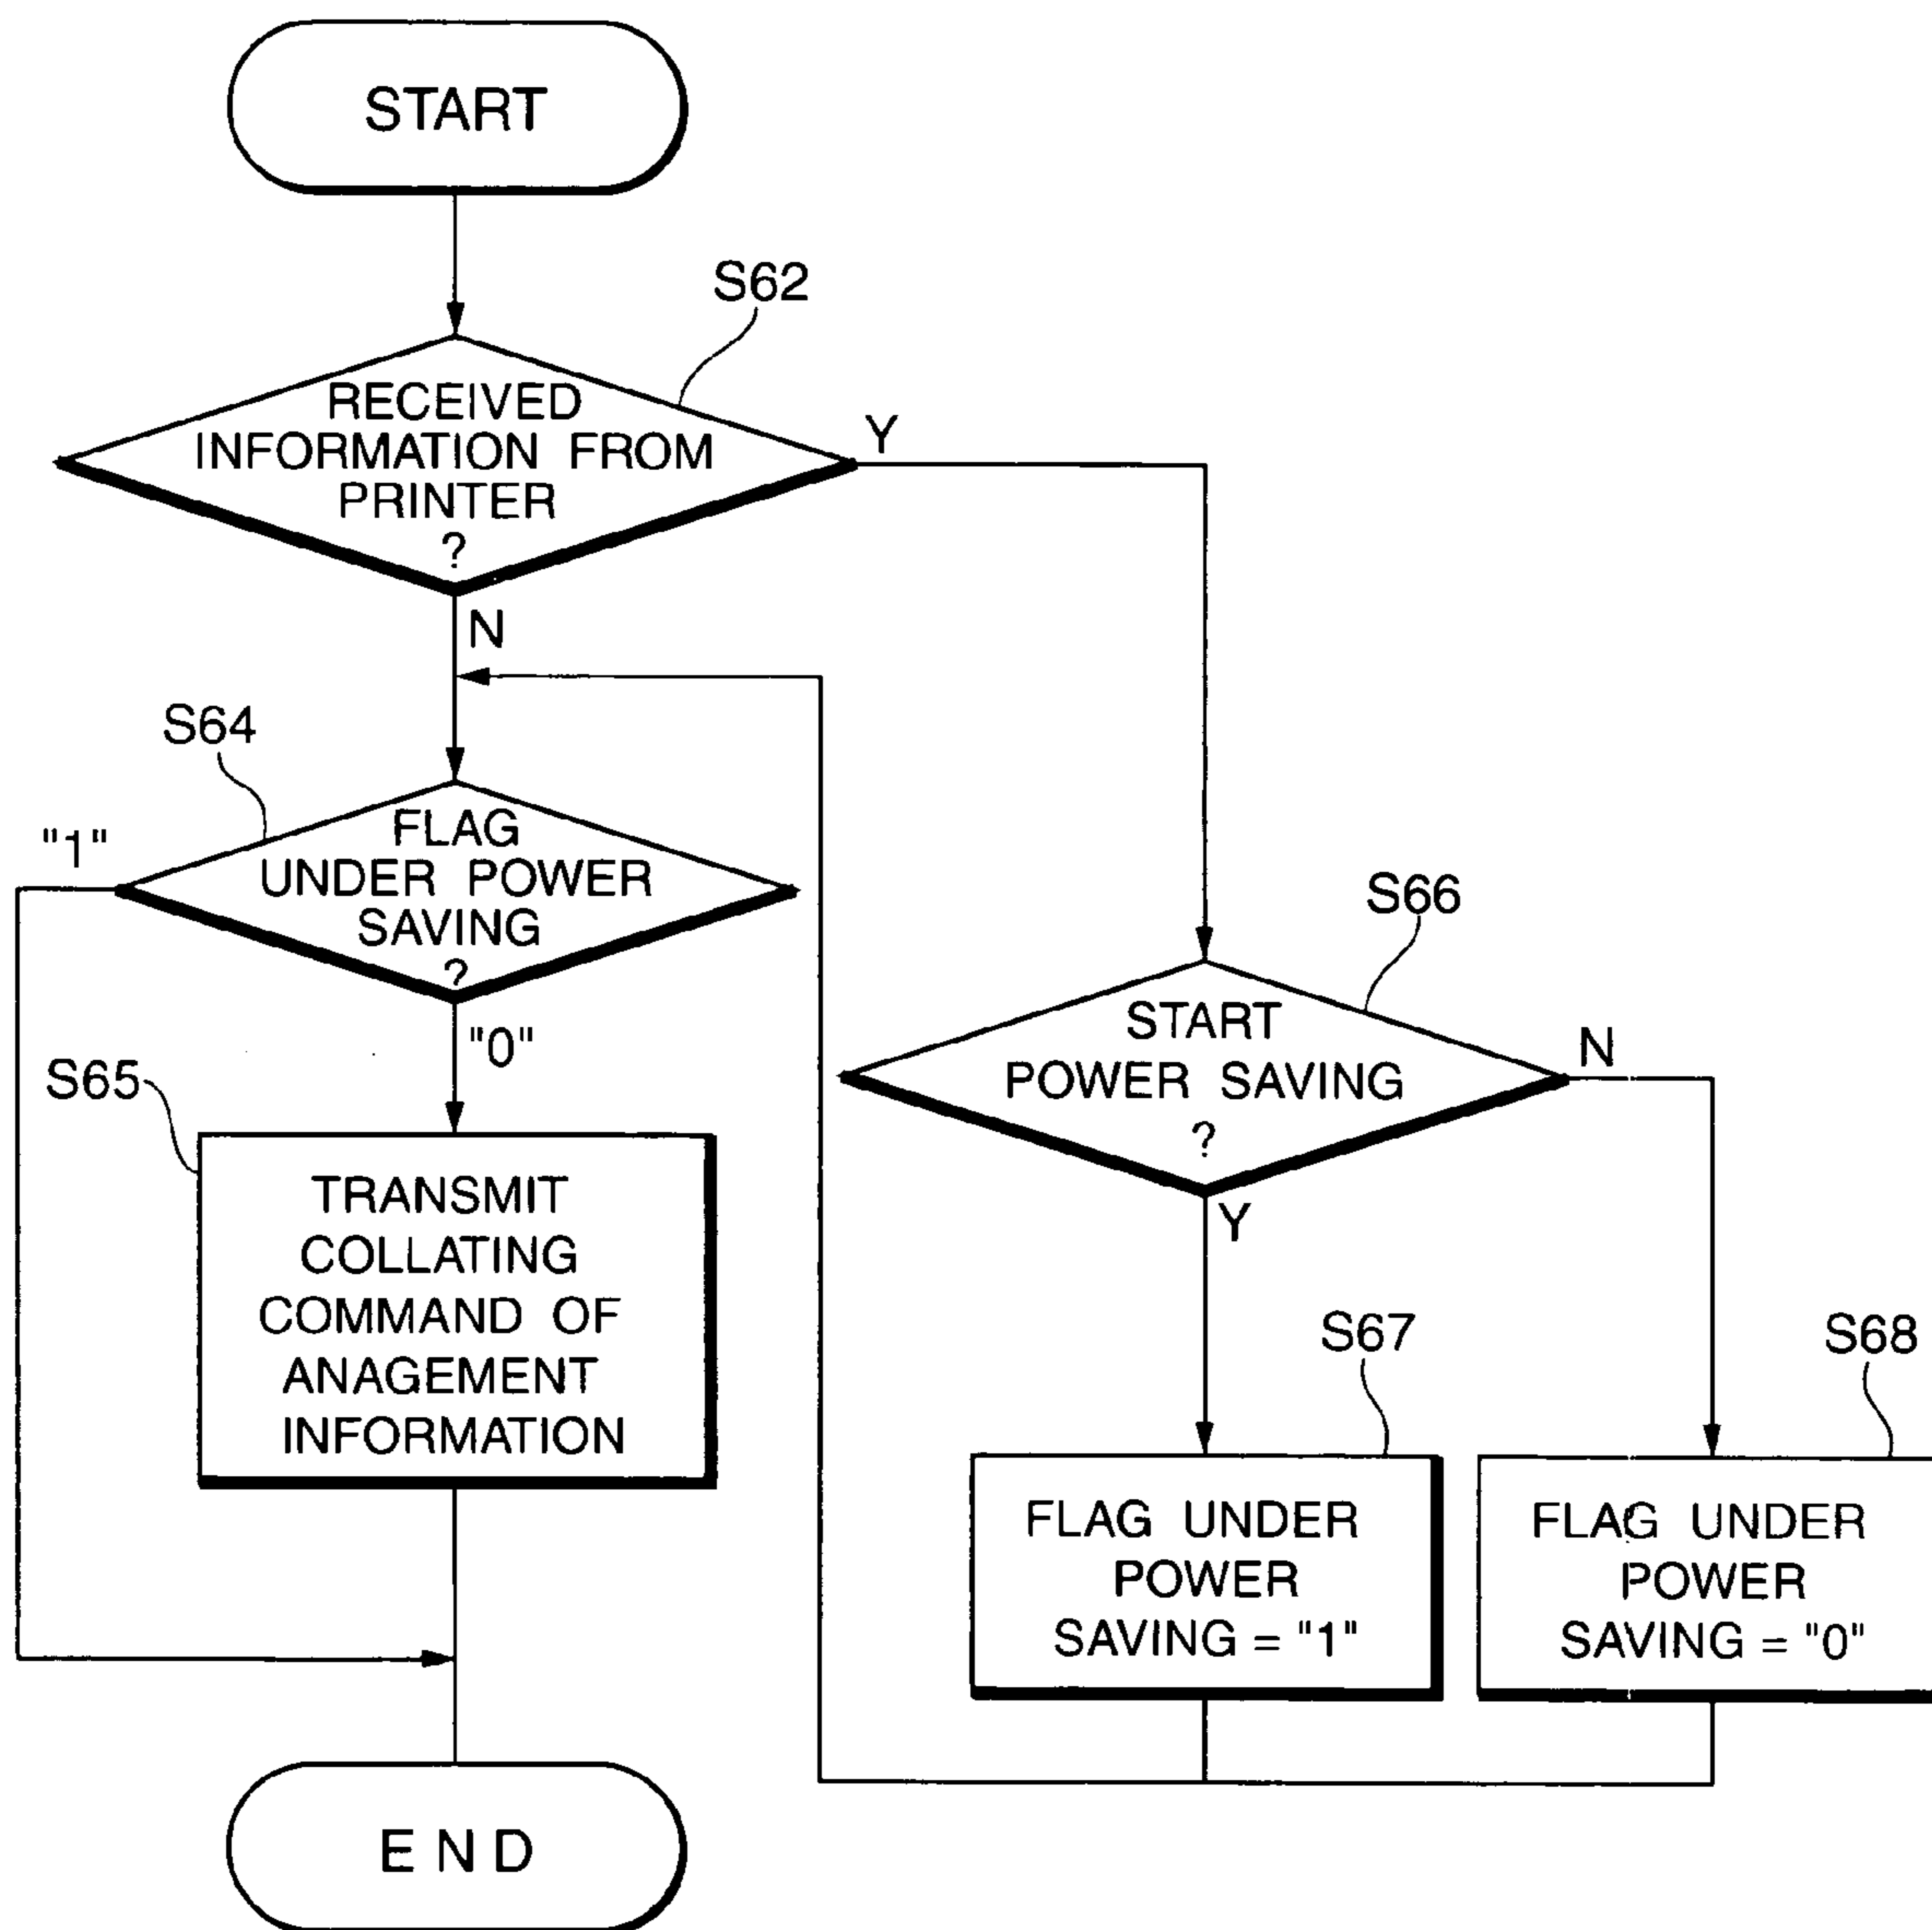 START
S62
RECEIVED
INFORMATION FROM
PRINTER
?
Y
N
S64
"1"
FLAG
UNDER POWER
SAVING
?
"0"
S65
TRANSMIT
COLLATING
COMMAND OF
ANAGEMENT
INFORMATION
S66
START
POWER SAVING
?
N
Y
S67
FLAG UNDER
POWER
SAVING = "1"
S68
FLAG UNDER
POWER
SAVING = "0"
END